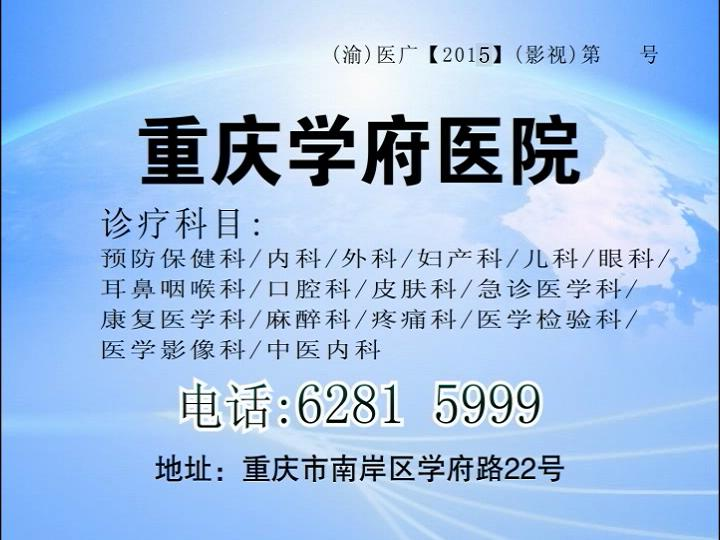 (渝)医广【2015】(影视)第　号
重庆学府医院
诊疗科目:
预防保健科/内科/外科/妇产科/儿科/眼科/
耳鼻咽喉科/口腔科/皮肤科/急诊医学科/
康复医学科/麻醉科/疼痛科/医学检验科/
医学影像科/中医内科
电话:6281 5999
地址：重庆市南岸区学府路22号